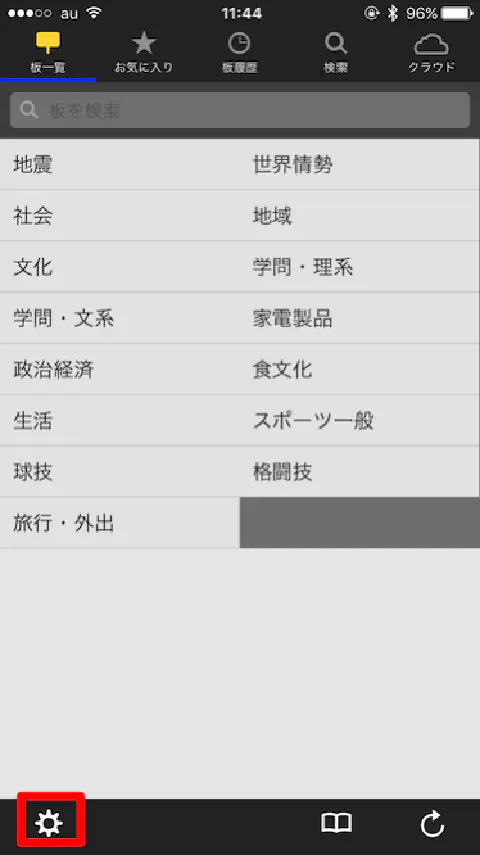 au 11:44 96%
板一覧 お気に入り 板履歴 検索 クラウド
板を検索
地震 世界情勢
社会 地域
文化 学問・理系
学問・文系 家電製品
政治経済 食文化
生活 スポーツ一般
球技 格闘技
旅行・外出